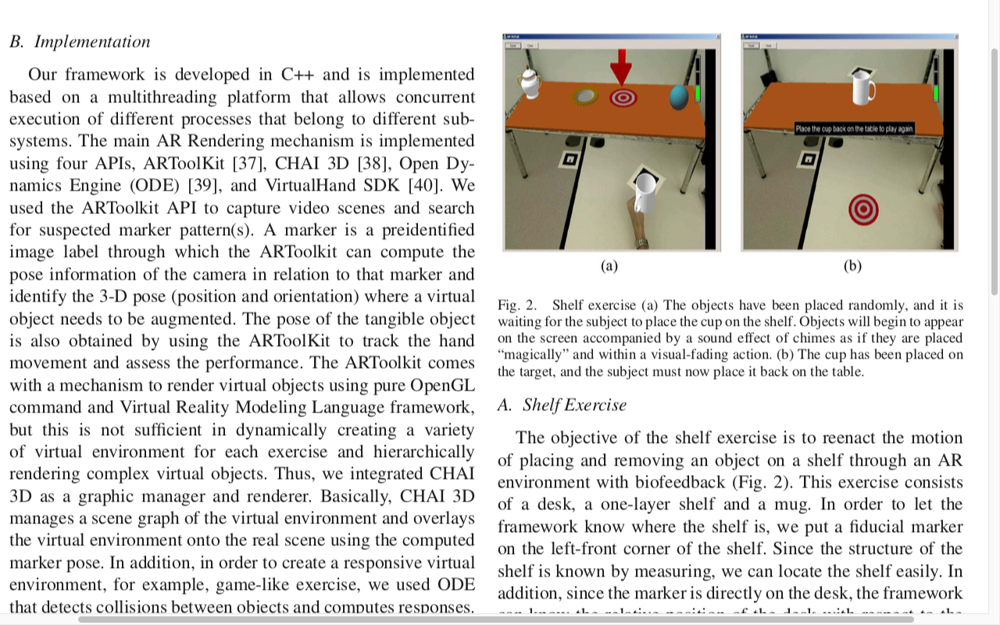 B. Implementation
Our framework is developed in C++ and is implemented
based on a multithreading platform that allows concurrent
execution of different processes that belong to different sub-
systems. The main AR Rendering mechanism is implemented
using four APIs, ARToolKit [37], CHAI 3D [38], Open Dy-
namics Engine (ODE) [39], and VirtualHand SDK [40]. We
used the ARToolkit API to capture video scenes and search
for suspected marker pattern(s). A marker is a preidentified
image label through which the ARToolkit can compute the
pose information of the camera in relation to that marker and
identify the 3-D pose (position and orientation) where a virtual
object needs to be augmented. The pose of the tangible object
is also obtained by using the ARToolKit to track the hand
movement and assess the performance. The ARToolkit comes
with a mechanism to render virtual objects using pure OpenGL
command and Virtual Reality Modeling Language framework,
but this is not sufficient in dynamically creating a variety
of virtual environment for each exercise and hierarchically
rendering complex virtual objects. Thus, we integrated CHAI
3D as a graphic manager and renderer. Basically, CHAI 3D
manages a scene graph of the virtual environment and overlays
the virtual environment onto the real scene using the computed
marker pose. In addition, in order to create a responsive virtual
environment, for example, game-like exercise, we used ODE
that detects collisions between objects and computes responses.
Place the cup back on the table to play again
(a)
(b)
Fig. 2. Shelf exercise (a) The objects have been placed randomly, and it is
waiting for the subject to place the cup on the shelf. Objects will begin to appear
on the screen accompanied by a sound effect of chimes as if they are placed
“magically” and within a visual-fading action. (b) The cup has been placed on
the target, and the subject must now place it back on the table.
A. Shelf Exercise
The objective of the shelf exercise is to reenact the motion
of placing and removing an object on a shelf through an AR
environment with biofeedback (Fig. 2). This exercise consists
of a desk, a one-layer shelf and a mug. In order to let the
framework know where the shelf is, we put a fiducial marker
on the left-front corner of the shelf. Since the structure of the
shelf is known by measuring, we can locate the shelf easily. In
addition, since the marker is directly on the desk, the framework